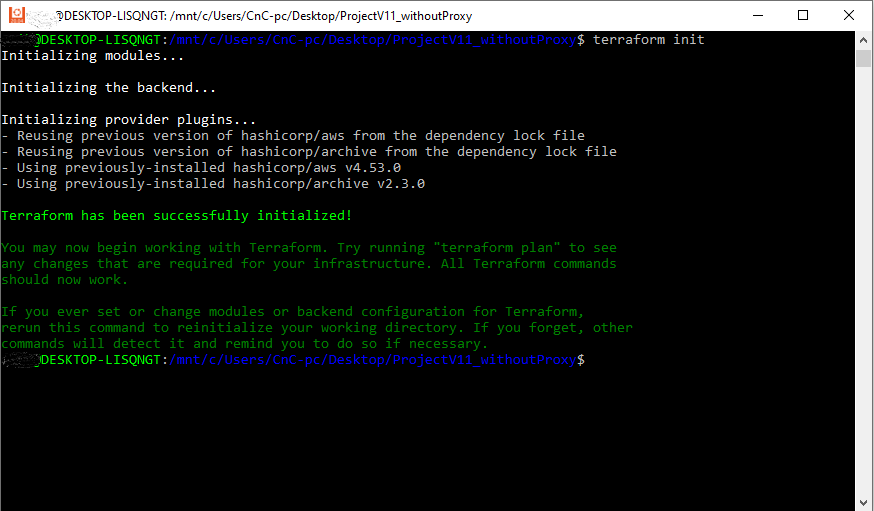 @DESKTOP-LISQNGT: /mnt/c/Users/CnC-pc/Desktop/ProjectV11_withoutProxy
@DESKTOP-LISQNGT:/mnt/c/Users/CnC-pc/Desktop/ProjectV11_withoutProxy$ terraform init
Initializing modules...
Initializing the backend...
Initializing provider plugins...
- Reusing previous version of hashicorp/aws from the dependency lock file
- Reusing previous version of hashicorp/archive from the dependency lock file
- Using previously-installed hashicorp/aws v4.53.0
- Using previously-installed hashicorp/archive v2.3.0
Terraform has been successfully initialized!
You may now begin working with Terraform. Try running "terraform plan" to see
any changes that are required for your infrastructure. All Terraform commands
should now work.
If you ever set or change modules or backend configuration for Terraform,
rerun this command to reinitialize your working directory. If you forget, other
commands will detect it and remind you to do so if necessary.
@DESKTOP-LISQNGT:/mnt/c/Users/CnC-pc/Desktop/ProjectV11_withoutProxy$